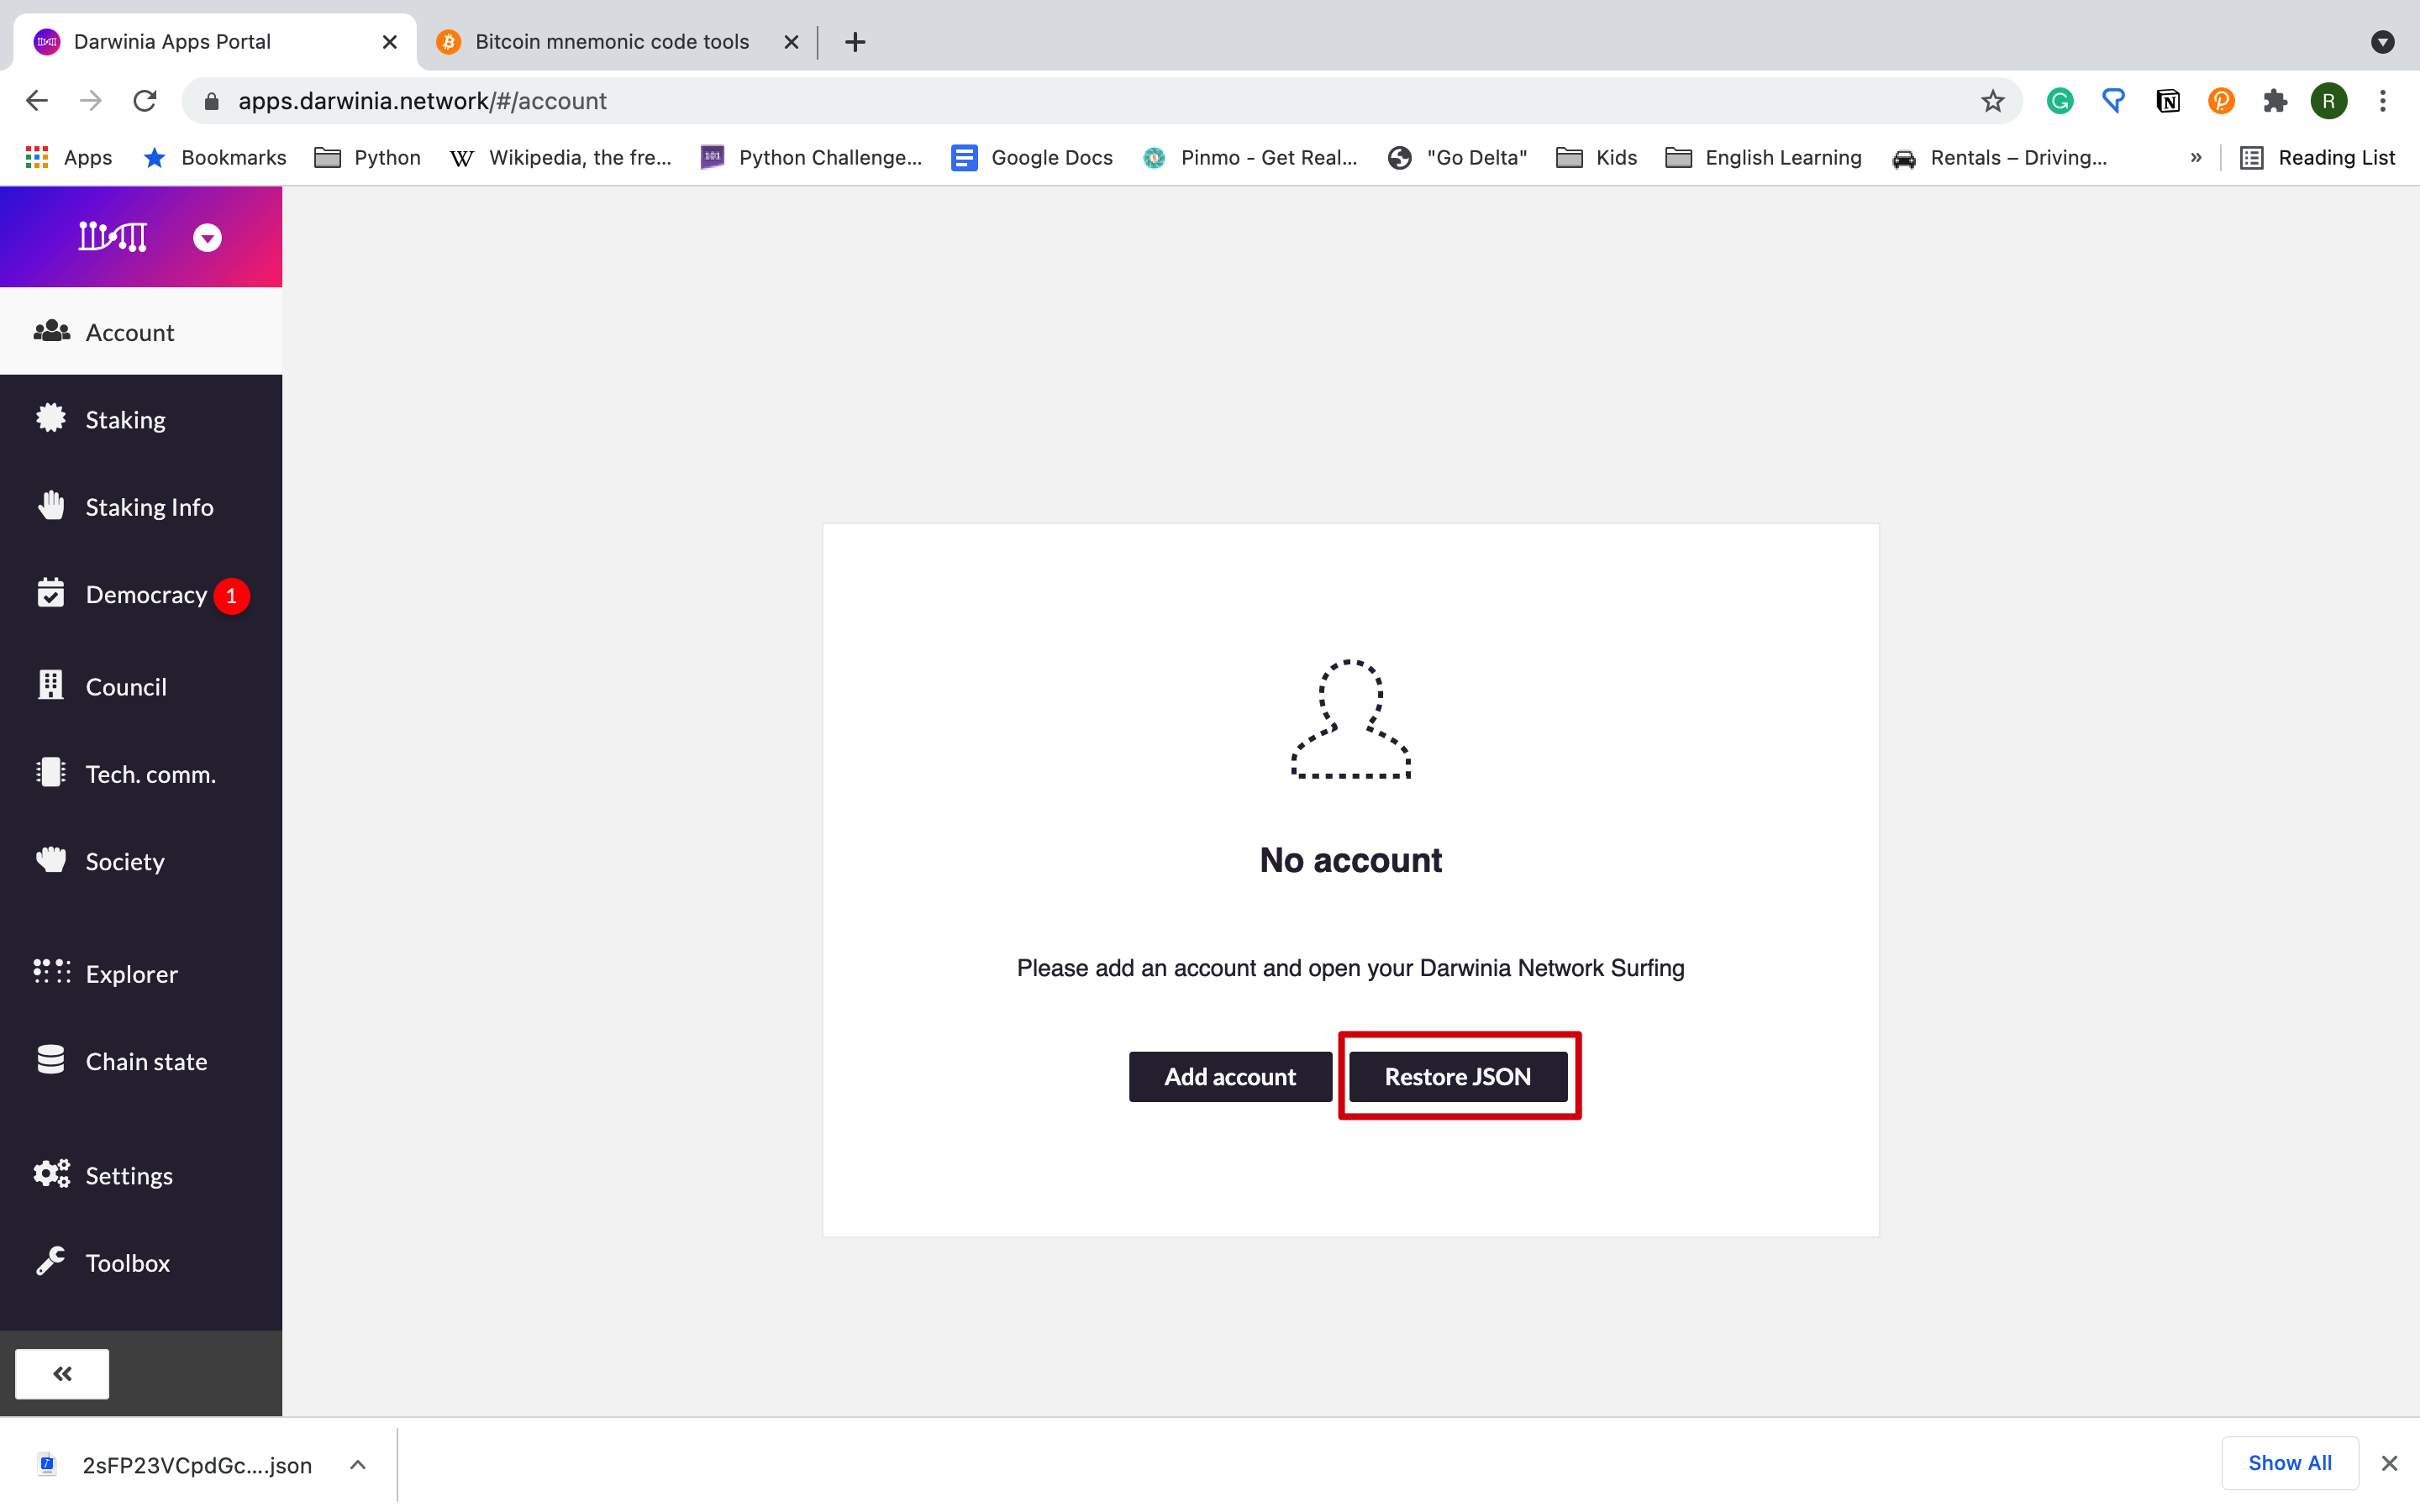 Darwinia Apps Portal
Bitcoin mnemonic code tools
apps.darwinia.network/#/account
R
Apps
Bookmarks
Python
Wikipedia, the fre...
Python Challenge...
Google Docs
Pinmo - Get Real...
"Go Delta"
Kids
English Learning
Rentals – Driving...
»
Reading List
Account
Staking
Staking Info
Democracy 1
Council
Tech. comm.
Society
Explorer
Chain state
Settings
Toolbox
No account
Please add an account and open your Darwinia Network Surfing
Add account
Restore JSON
2sFP23VCpdGc....json
Show All